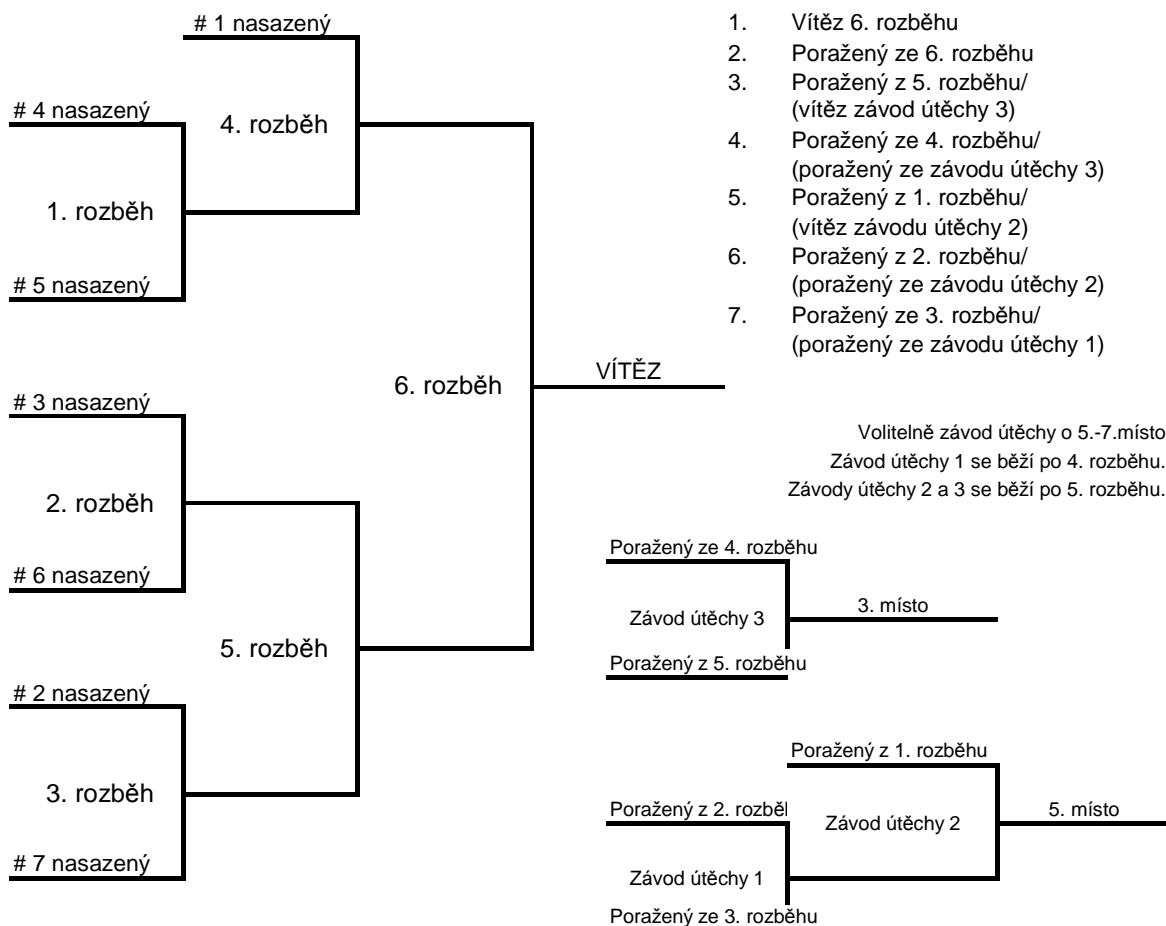 # 1 nasazený
# 4 nasazený
4. rozběh
1. rozběh
# 5 nasazený
# 3 nasazený
6. rozběh
VÍTĚZ
2. rozběh
# 6 nasazený
5. rozběh
# 2 nasazený
3. rozběh
# 7 nasazený
1. Vítěz 6. rozběhu
2. Poražený ze 6. rozběhu
3. Poražený z 5. rozběhu/
(vítěz závod útěchy 3)
4. Poražený ze 4. rozběhu/
(poražený ze závodu útěchy 3)
5. Poražený z 1. rozběhu/
(vítěz závodu útěchy 2)
6. Poražený z 2. rozběhu/
(poražený ze závodu útěchy 2)
7. Poražený ze 3. rozběhu/
(poražený ze závodu útěchy 1)
Volitelně závod útěchy o 5.-7.místo
Závod útěchy 1 se běží po 4. rozběhu.
Závody útěchy 2 a 3 se běží po 5. rozběhu.
Poražený ze 4. rozběhu
Závod útěchy 3
3. místo
Poražený z 5. rozběhu
Poražený z 1. rozběhu
Poražený z 2. rozběl
Závod útěchy 2
5. místo
Závod útěchy 1
Poražený ze 3. rozběhu